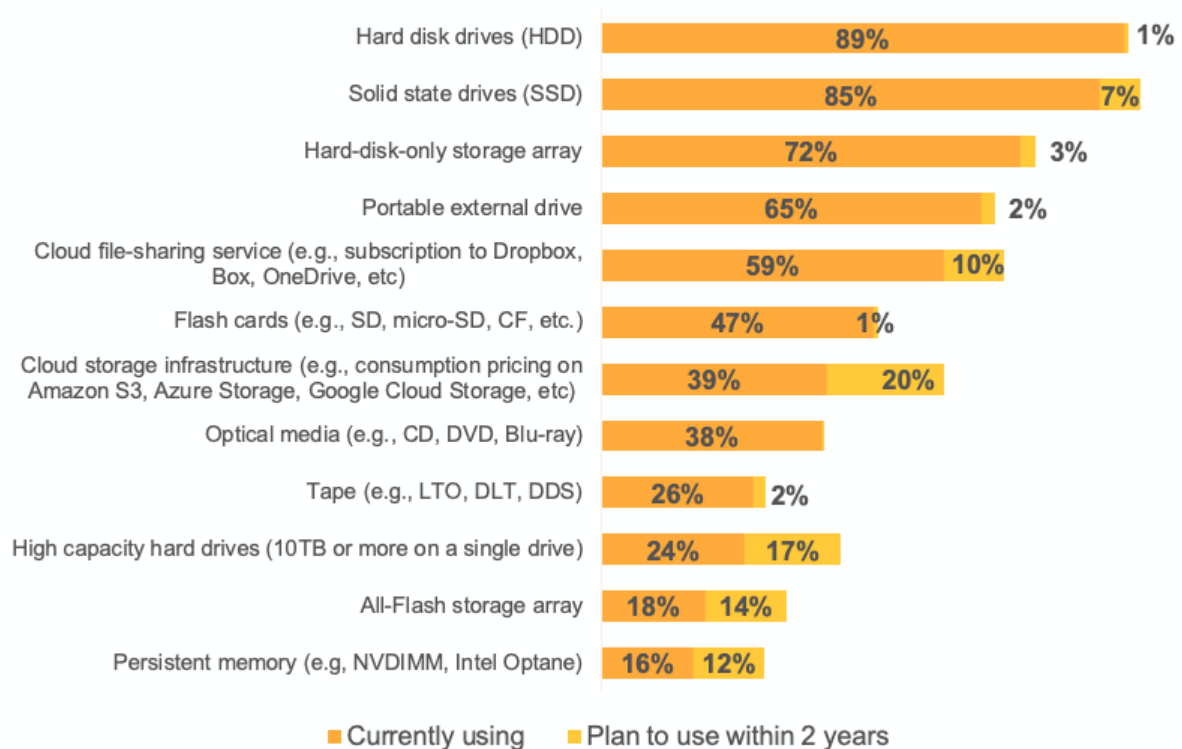 Hard disk drives (HDD) 89% 1%
Solid state drives (SSD) 85% 7%
Hard-disk-only storage array 72% 3%
Portable external drive 65% 2%
Cloud file-sharing service (e.g., subscription to Dropbox,
Box, OneDrive, etc) 59% 10%
Flash cards (e.g., SD, micro-SD, CF, etc.) 47% 1%
Cloud storage infrastructure (e.g., consumption pricing on
Amazon S3, Azure Storage, Google Cloud Storage, etc) 39% 20%
Optical media (e.g., CD, DVD, Blu-ray) 38%
Tape (e.g., LTO, DLT, DDS) 26% 2%
High capacity hard drives (10TB or more on a single drive) 24% 17%
All-Flash storage array 18% 14%
Persistent memory (e.g, NVDIMM, Intel Optane) 16% 12%
Currently using Plan to use within 2 years